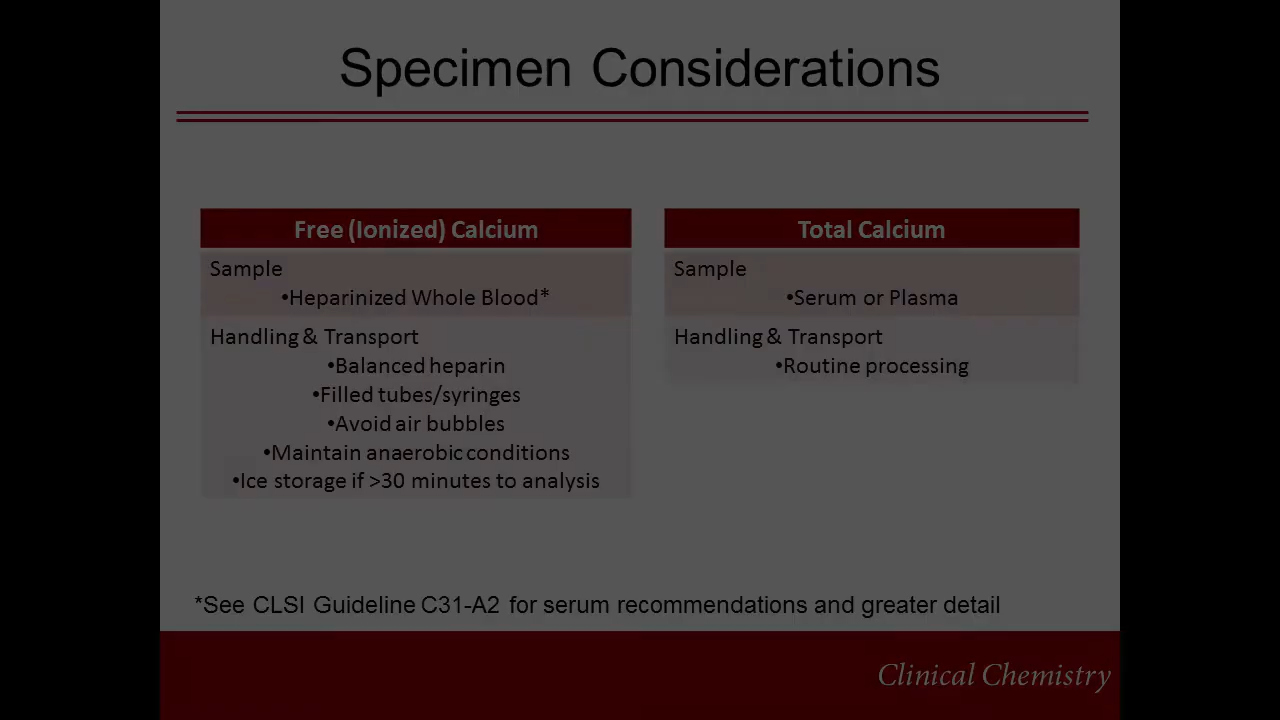 Specimen Considerations
Free (Ionized) Calcium
Sample
•Heparinized Whole Blood*
Handling & Transport
•Balanced heparin
•Filled tubes/syringes
•Avoid air bubbles
•Maintain anaerobic conditions
•Ice storage if >30 minutes to analysis
Total Calcium
Sample
•Serum or Plasma
Handling & Transport
•Routine processing
*See CLSI Guideline C31-A2 for serum recommendations and greater detail
Clinical Chemistry